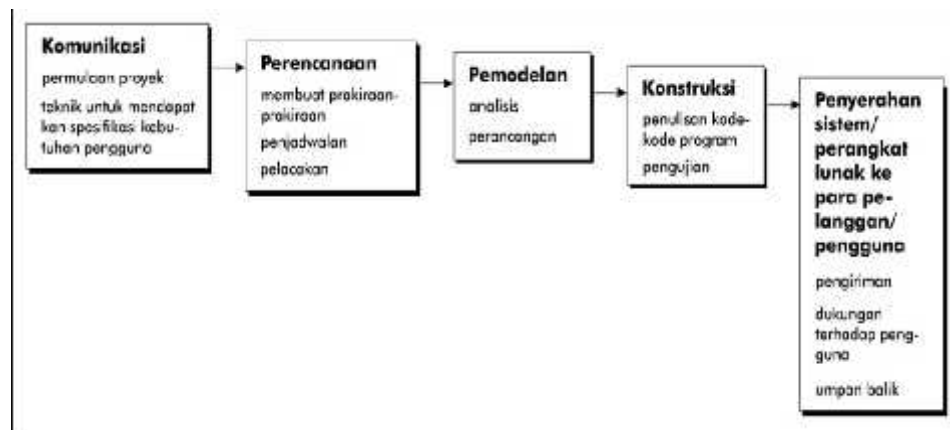 Komunikasi
permulaan proyek
teknik untuk mendapat
kan spesifikasi kebu-
tuhan pengguna
Perencanaan
membuat prakiraan-
prakiraan
penjadwalan
pelacakan
Pemodelan
analisis
perancangan
Konstruksi
penulisan kode-
kode program
pengujian
Penyerahan
sistem/
perangkat
lunak ke
para pe-
langgan/
pengguna
pengiriman
dukungan
terhadap peng-
guna
umpan balik